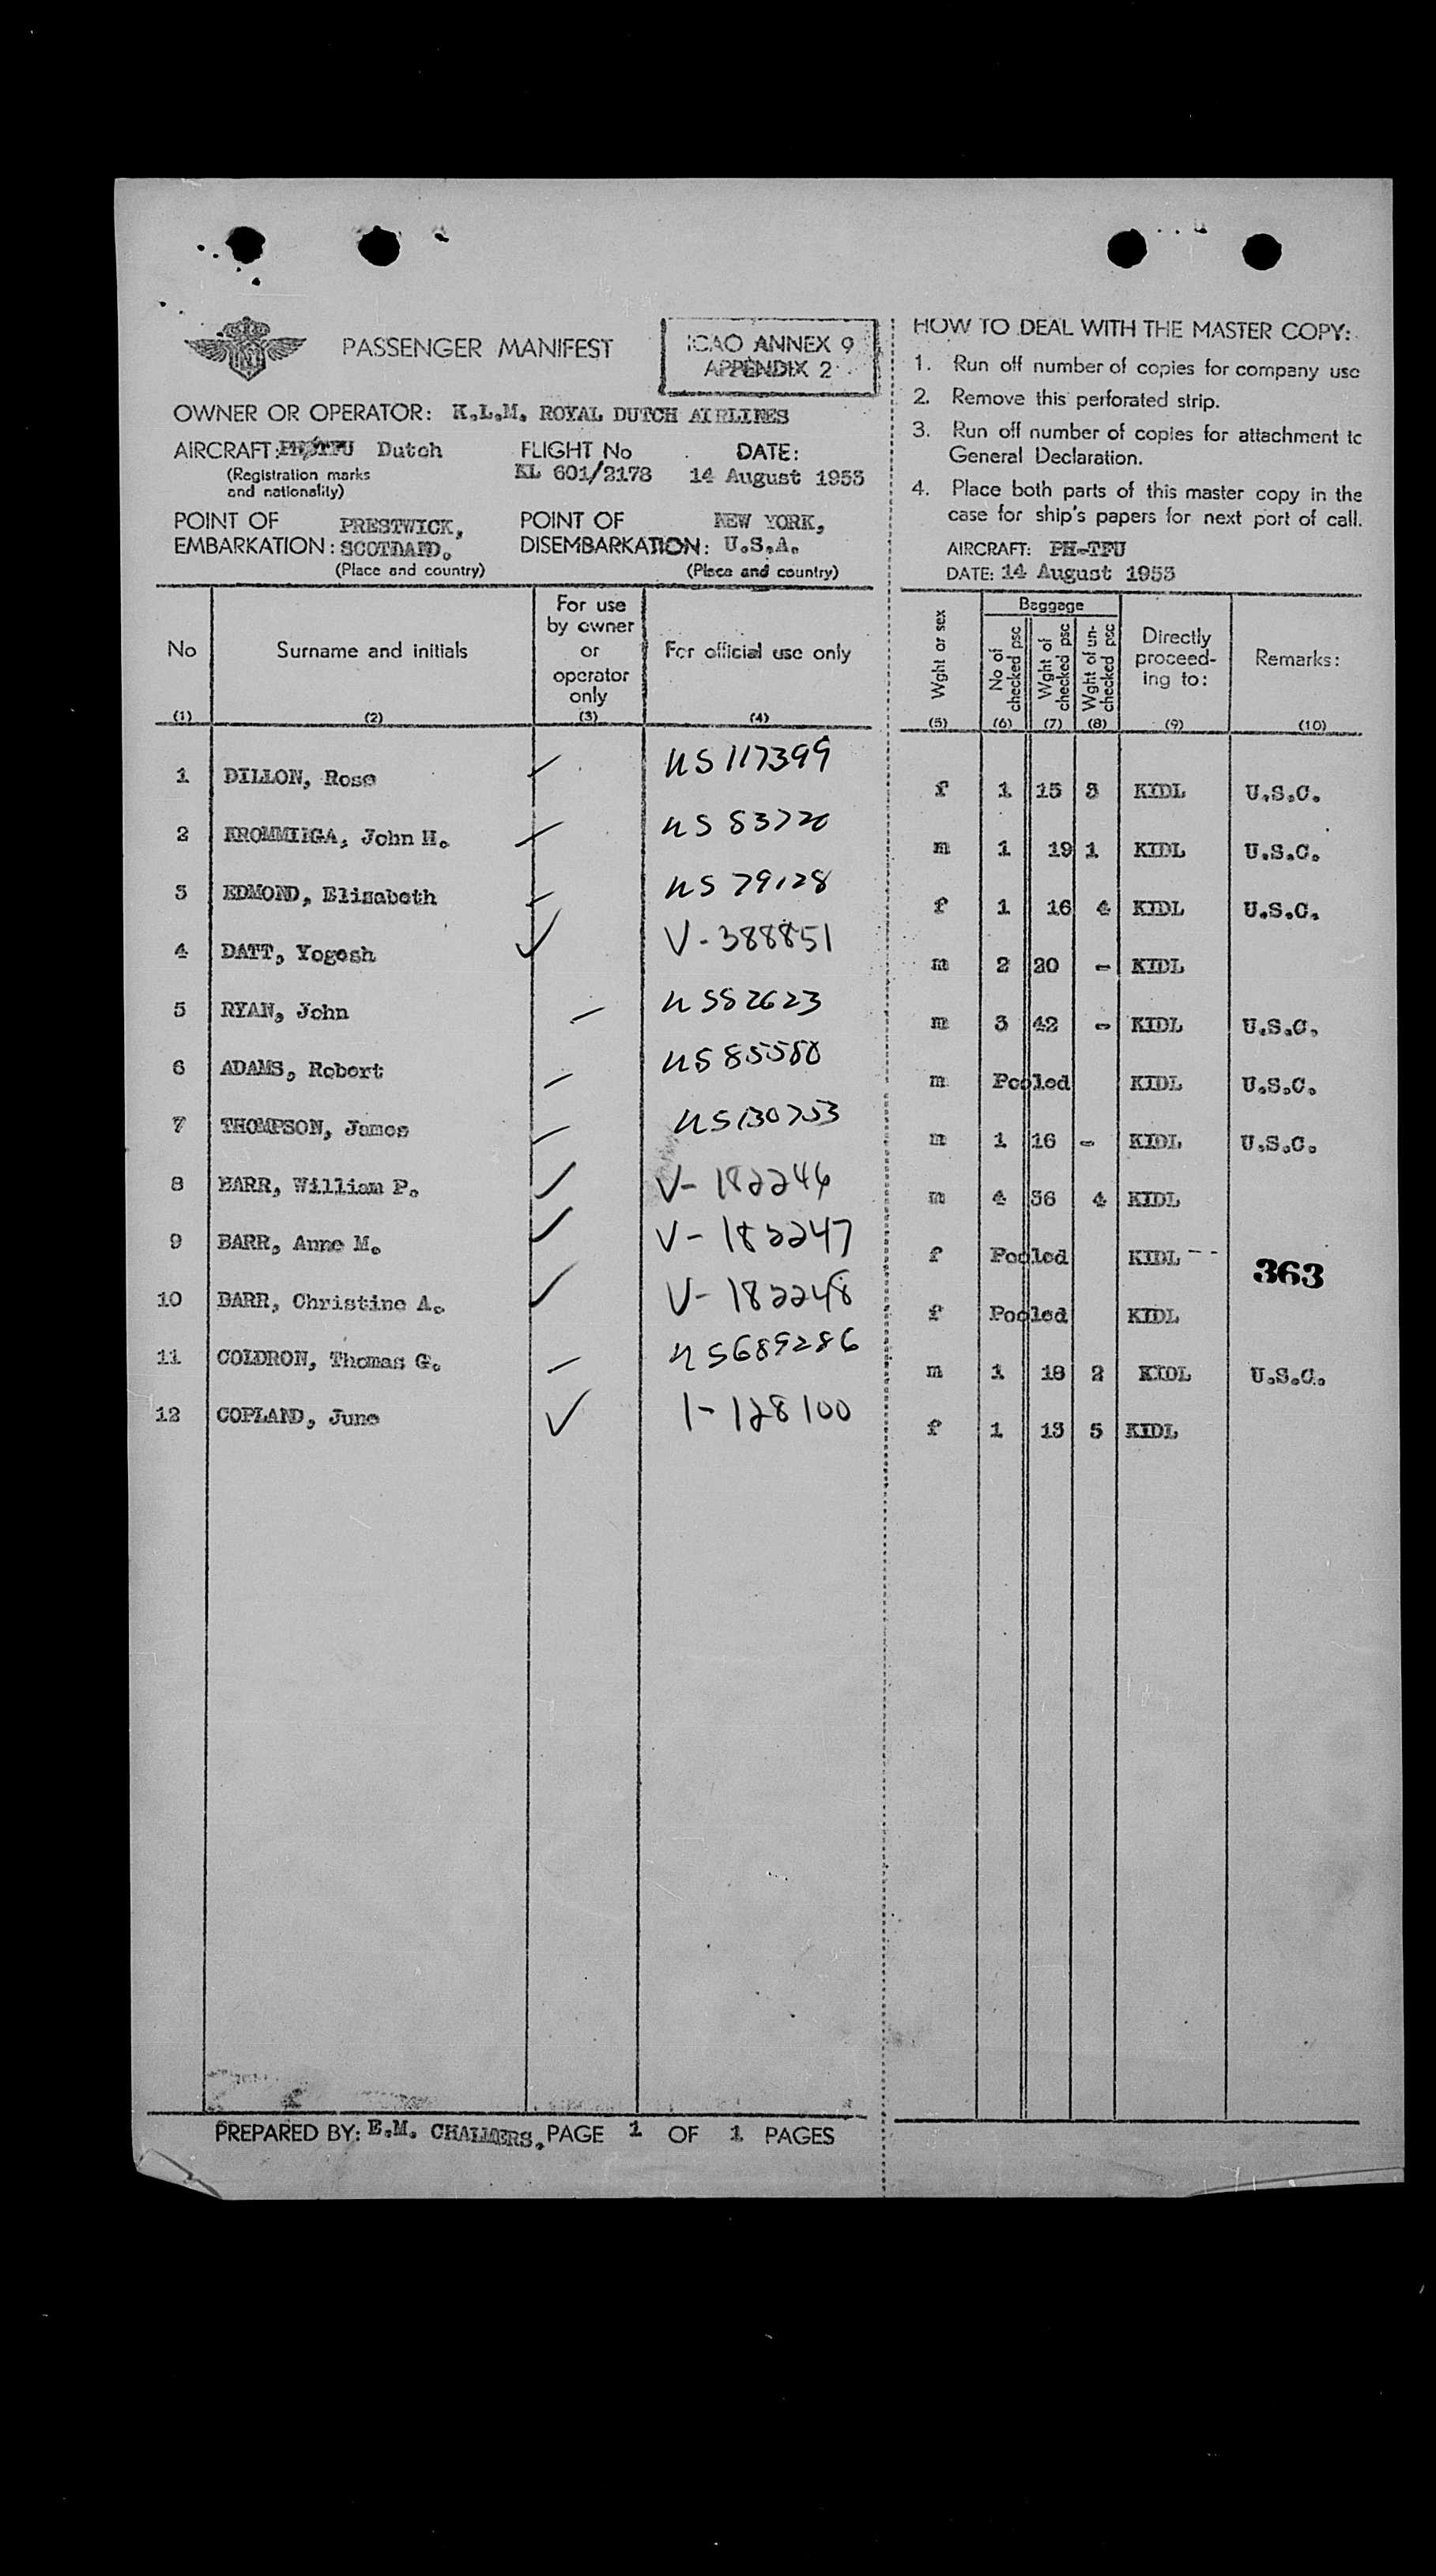 PASSENGER MANIFEST
ICAO ANNEX 9
APPENDIX 2
OWNER OR OPERATOR: K.L.M. ROYAL DUTCH AIRLINES
AIRCRAFT: PH-TFU Dutch FLIGHT No DATE:
(Registration marks and nationality) KL 601/2178 14 August 1953
POINT OF EMBARKATION: PRESTWICK, SCOTLAND. POINT OF DISEMBARKATION: NEW YORK, U.S.A.
(Place and country) (Place and country)
HOW TO DEAL WITH THE MASTER COPY:
1. Run off number of copies for company use
2. Remove this perforated strip.
3. Run off number of copies for attachment to
General Declaration.
4. Place both parts of this master copy in the
case for ship's papers for next port of call.
AIRCRAFT: PH-TFU
DATE: 14 August 1953
No Surname and initials For use by owner or operator only For official use only Wght or sex Baggage No of checked psc Wght of checked psc Wght of un-checked psc Directly proceed-ing to: Remarks:
(1) (2) (3) (4) (5) (6) (7) (8) (9) (10)
1 DILLON, Rose US 117399 f 1 15 3 KIDL U.S.C.
2 KROMMINGA, John H. US 83720 m 1 19 1 KIDL U.S.C.
3 EDMOND, Elizabeth US 79128 f 1 16 4 KIDL U.S.C.
4 DATT, Yogesh V-388851 m 2 20 - KIDL
5 RYAN, John US82623 m 3 42 - KIDL U.S.C.
6 ADAMS, Robert US 85580 m Pooled KIDL U.S.C.
7 THOMPSON, James US130753 m 1 16 - KIDL U.S.C.
8 BARR, William P. V-182246 m 4 56 4 KIDL
9 BARR, Anne M. V-182247 f Pooled KIDL --
363
10 BARR, Christine A. V-182248 f Pooled KIDL
11 COLDRON, Thomas G. US689286 m 1 18 2 KIDL U.S.C.
12 COPLAND, June I-128100 f 1 13 5 KIDL
PREPARED BY: E.M. CHALMERS. PAGE 1 OF 1 PAGES